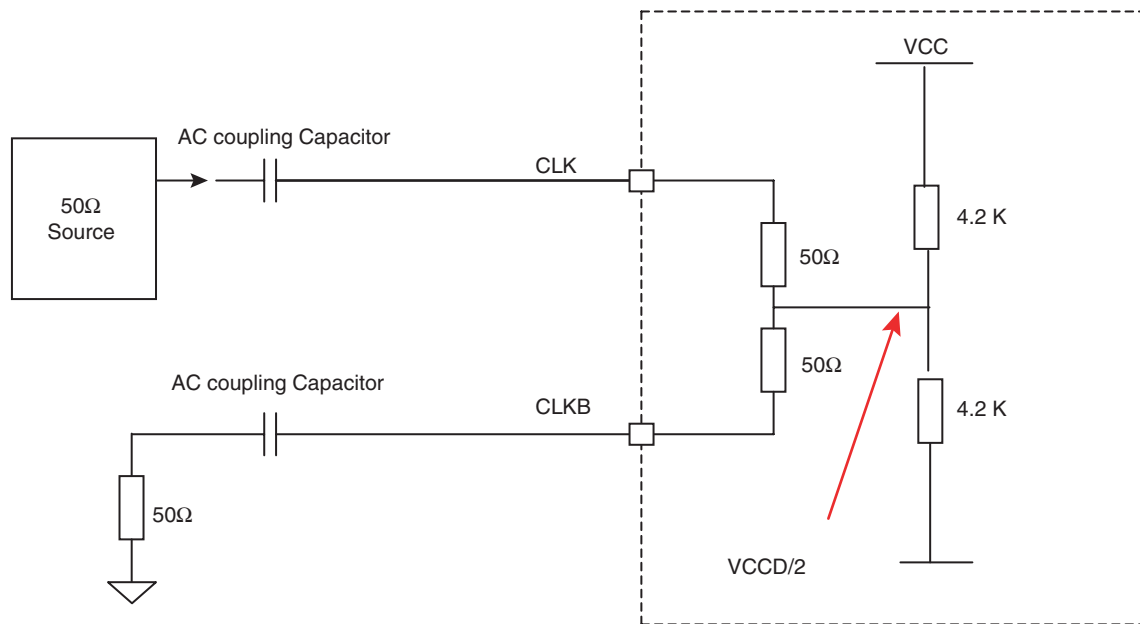 VCC
AC coupling Capacitor
CLK
50Ω
Source
4.2 K
50Ω
50Ω
AC coupling Capacitor
CLKB
4.2 K
50Ω
VCCD/2